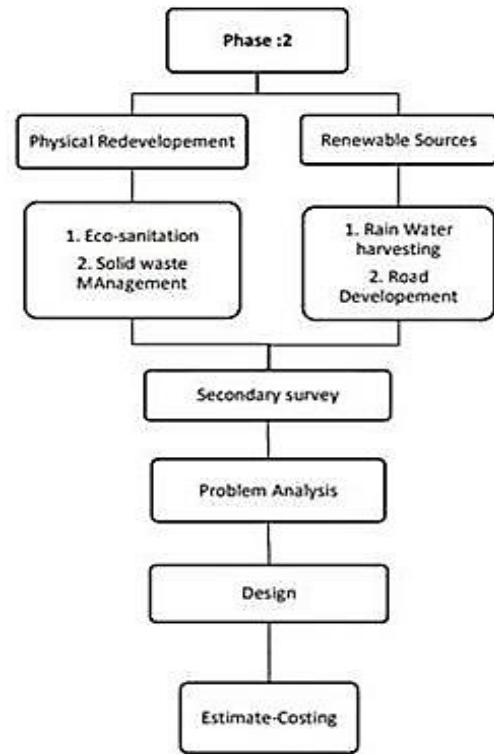 Phase :2
Physical Redevelopement
Renewable Sources
1. Eco-sanitation
2. Solid waste
MAnagement
1. Rain Water
harvesting
2. Road
Developement
Secondary survey
Problem Analysis
Design
Estimate-Costing